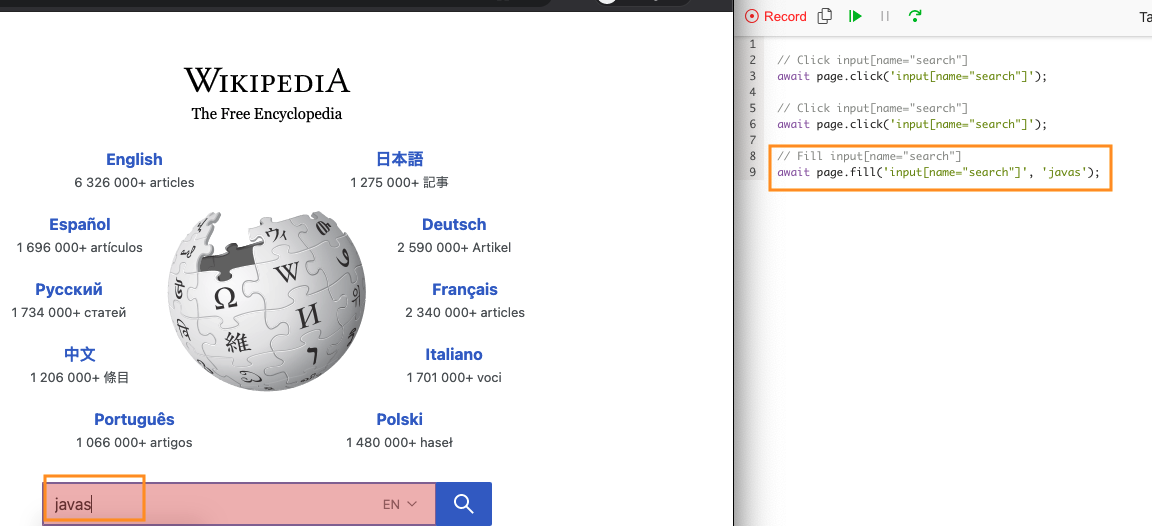 WIKIPEDIA
The Free Encyclopedia
English
6 326 000+ articles
日本語
1 275 000+ 記事
Español
1 696 000+ artículos
Deutsch
2 590 000+ Artikel
Русский
1 734 000+ статей
Français
2 340 000+ articles
中文
1 206 000+ 條目
Italiano
1 701 000+ voci
Português
1 066 000+ artigos
Polski
1 480 000+ haseł
Ω
W
И
維
ウィ
7
javas
EN
Record
Ta
1
2 // Click input[name="search"]
3 await page.click('input[name="search"]');
4
5 // Click input[name="search"]
6 await page.click('input[name="search"]');
7
8 // Fill input[name="search"]
9 await page.fill('input[name="search"]', 'javas');